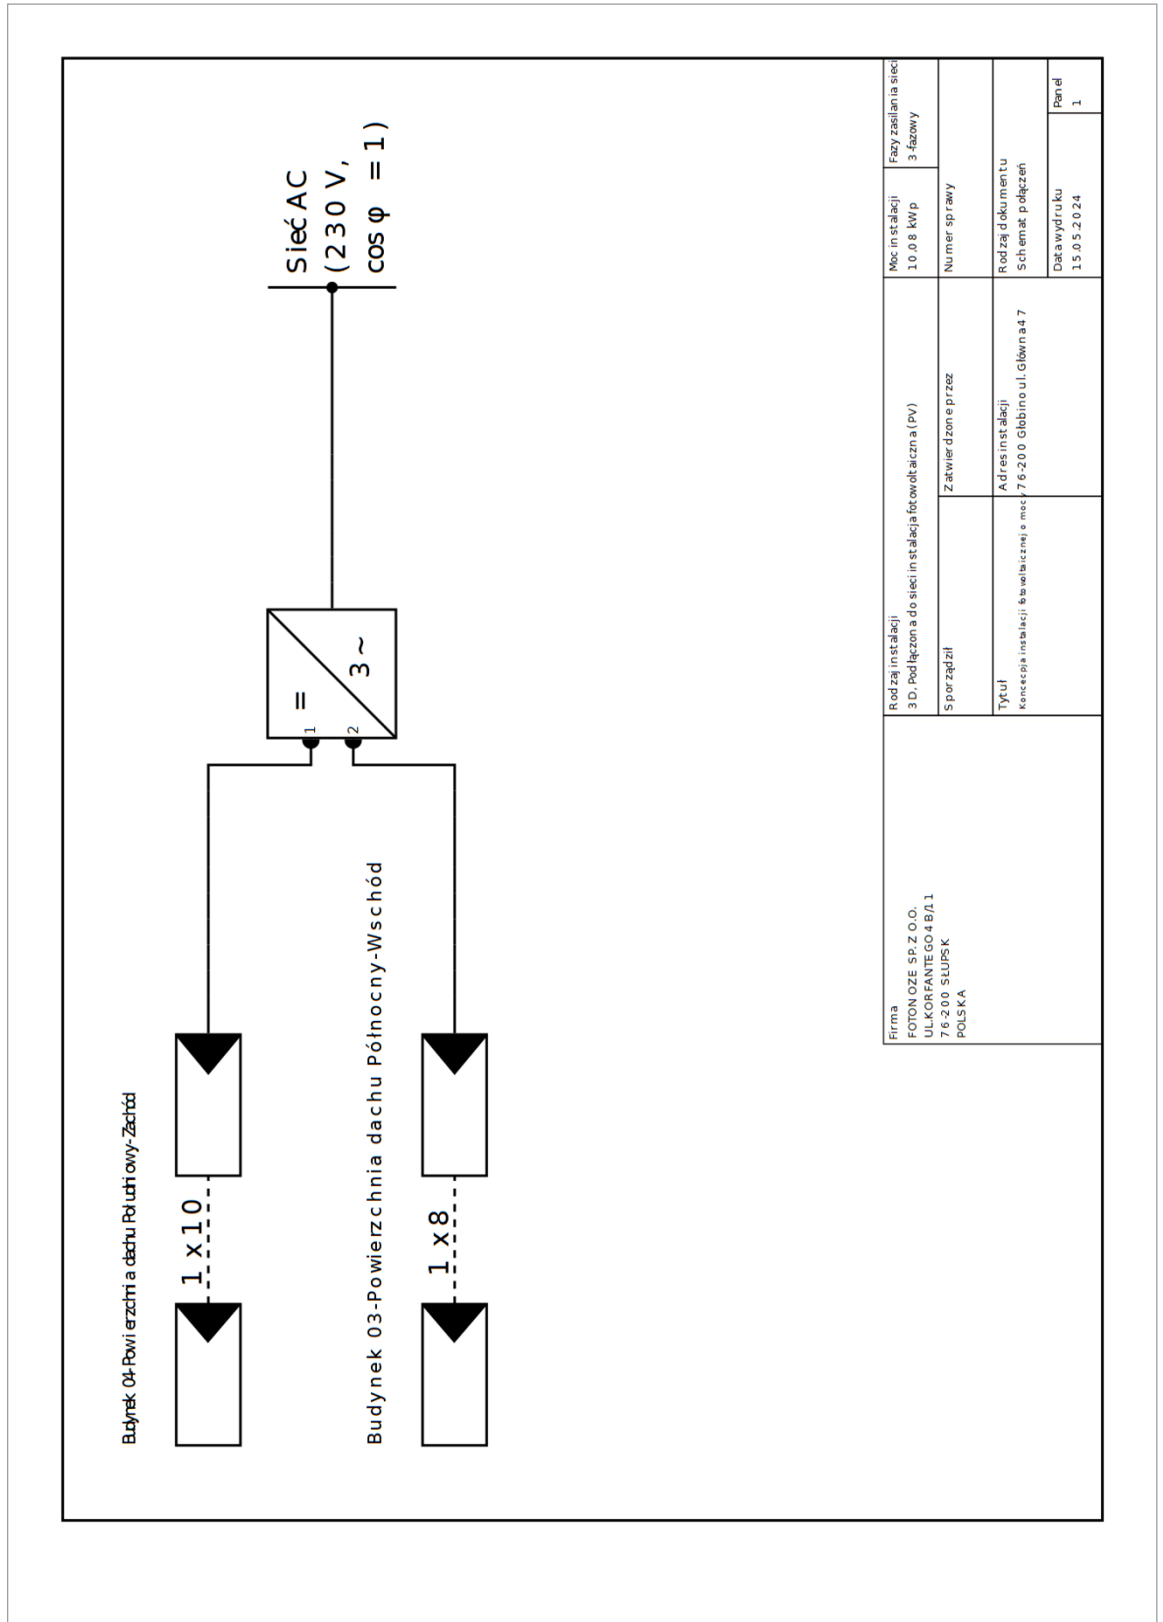 Budynek 04-Powierzchnia dachu Południowy-Zachód
1 x 10
Budynek 03-Powierzchnia dachu Północny-Wschód
1 x 8
1
2
=
3 ~
Sieć AC
(230 V,
cos φ = 1)
Firma
FOTON OZE SP. Z O.O.
UL.KORFANTEGO 4B/11
76-200 SŁUPSK
POLSKA
Rodzaj instalacji
3D, Podłączona do sieci instalacja fotowoltaiczna (PV)
Moc instalacji
10.08 kWp
Fazy zasilania sieci
3-fazowy
Sporządził
Zatwierdzone przez
Numer sprawy
Tytuł
Koncecpja instalacji fotowoltaicznej o mocy
Adres instalacji
76-200 Głobino ul. Główna 47
Rodzaj dokumentu
Schemat połączeń
Data wydruku
15.05.2024
Panel
1